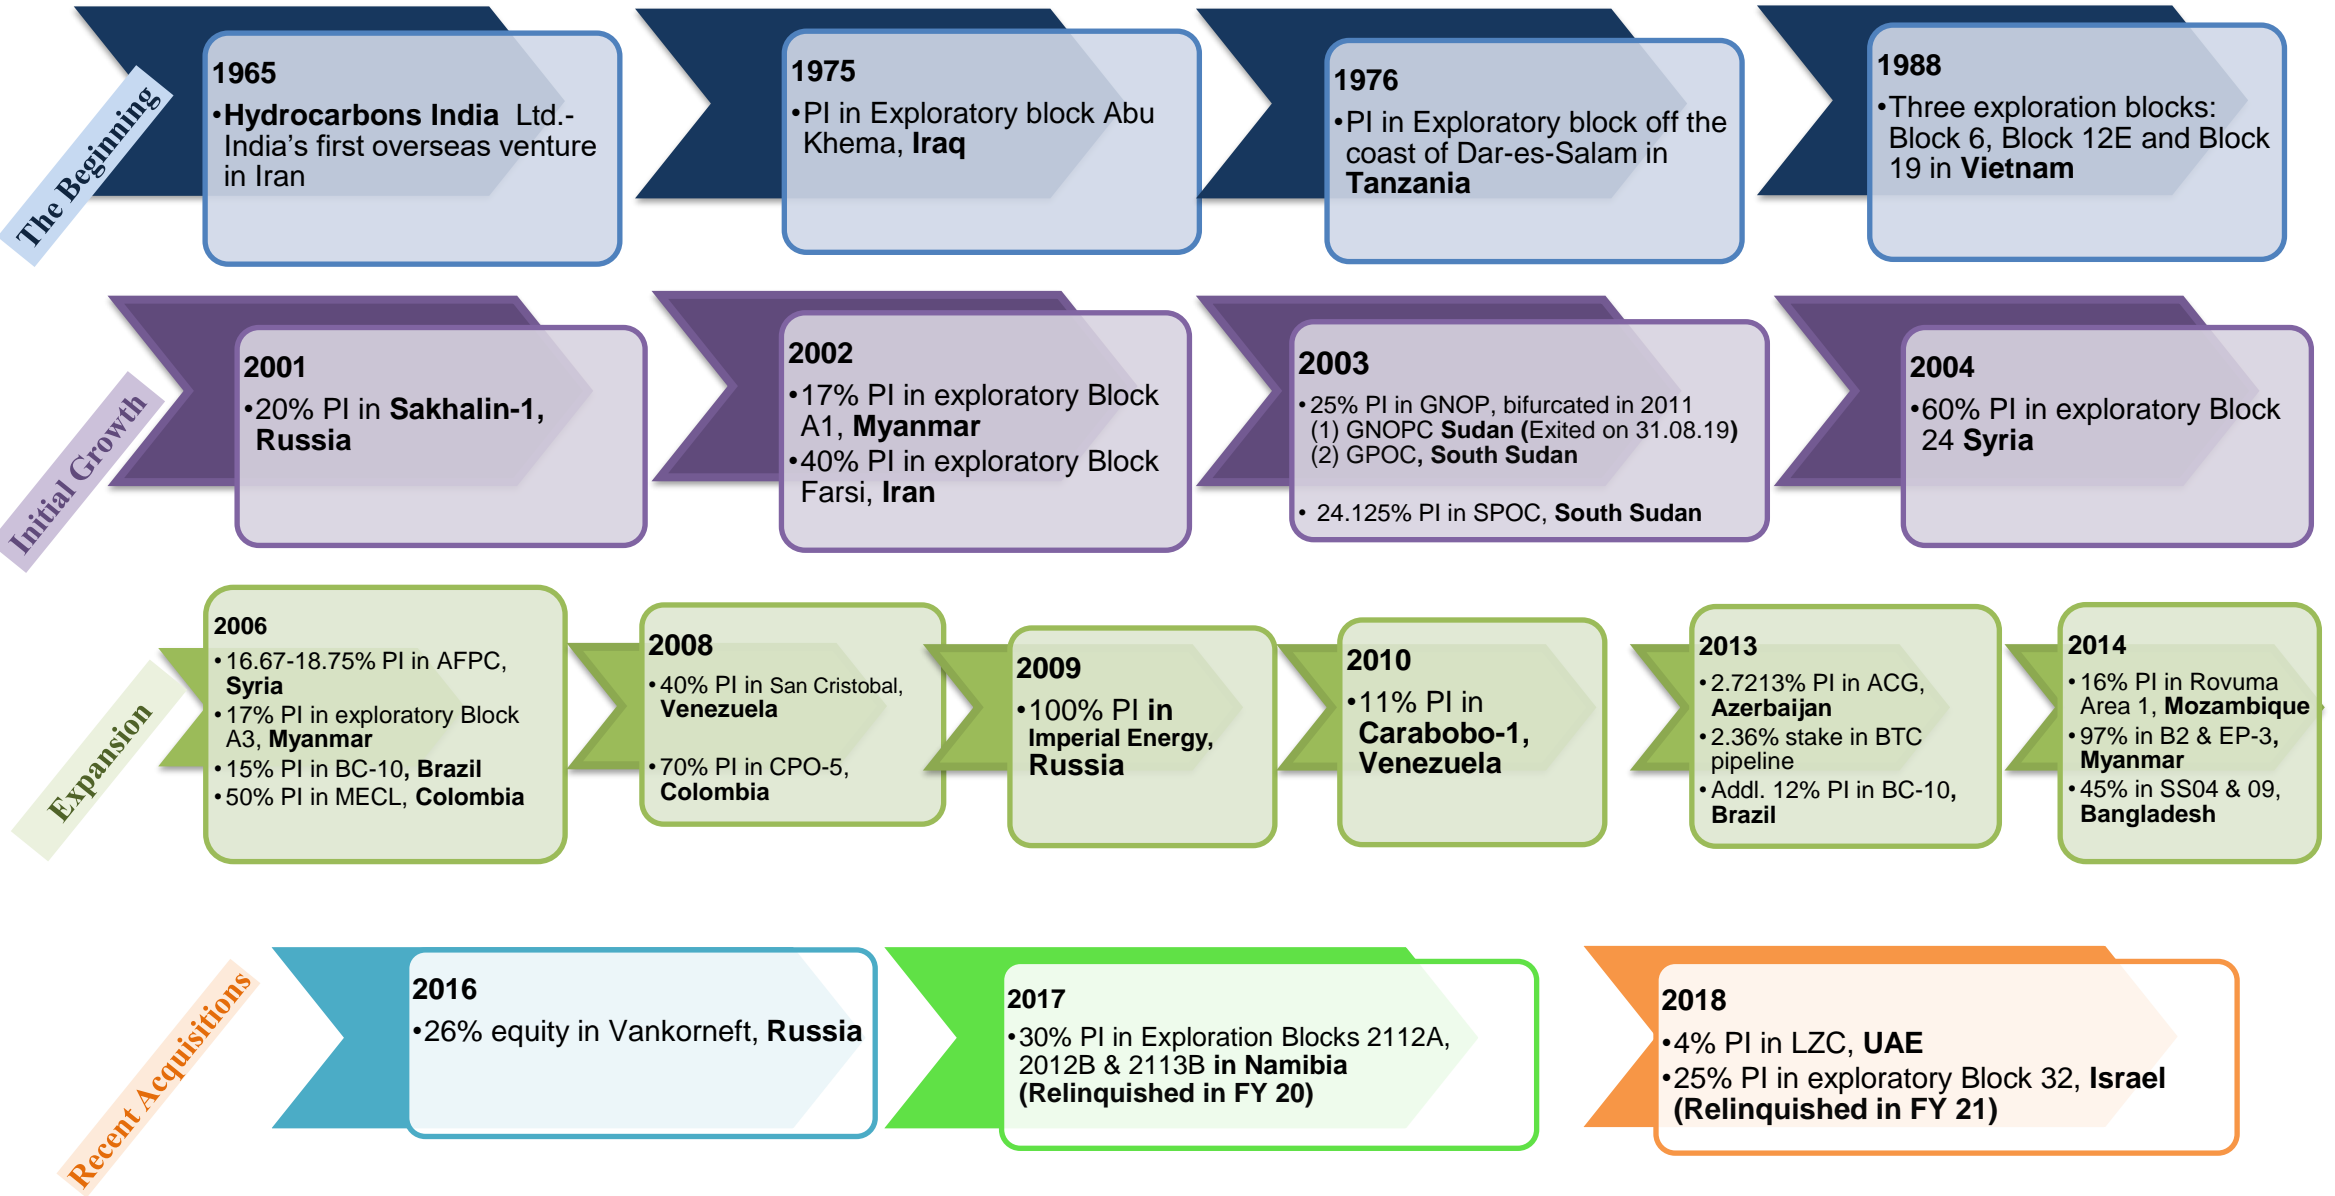 The Beginning
1965
•Hydrocarbons India Ltd.-
India's first overseas venture
in Iran
1975
•PI in Exploratory block Abu
Khema, Iraq
1976
•PI in Exploratory block off the
coast of Dar-es-Salam in
Tanzania
1988
•Three exploration blocks:
Block 6, Block 12E and Block
19 in Vietnam
Initial Growth
2001
•20% PI in Sakhalin-1,
Russia
2002
•17% PI in exploratory Block
A1, Myanmar
•40% PI in exploratory Block
Farsi, Iran
2003
•25% PI in GNOP, bifurcated in 2011
(1) GNOPC Sudan (Exited on 31.08.19)
(2) GPOC, South Sudan
• 24.125% PI in SPOC, South Sudan
2004
•60% PI in exploratory Block
24 Syria
Expansion
2006
•16.67-18.75% PI in AFPC,
Syria
•17% PI in exploratory Block
A3, Myanmar
•15% PI in BC-10, Brazil
•50% PI in MECL, Colombia
2008
•40% PI in San Cristobal,
Venezuela
•70% PI in CPO-5,
Colombia
2009
•100% PI in
Imperial Energy,
Russia
2010
•11% PI in
Carabobo-1,
Venezuela
2013
•2.7213% PI in ACG,
Azerbaijan
•2.36% stake in BTC
pipeline
•Addl. 12% PI in BC-10,
Brazil
2014
•16% PI in Rovuma
Area 1, Mozambique
•97% in B2 & EP-3,
Myanmar
•45% in SS04 & 09,
Bangladesh
Recent Acquisitions
2016
•26% equity in Vankorneft, Russia
2017
•30% PI in Exploration Blocks 2112A,
2012B & 2113B in Namibia
(Relinquished in FY 20)
2018
•4% PI in LZC, UAE
•25% PI in exploratory Block 32, Israel
(Relinquished in FY 21)